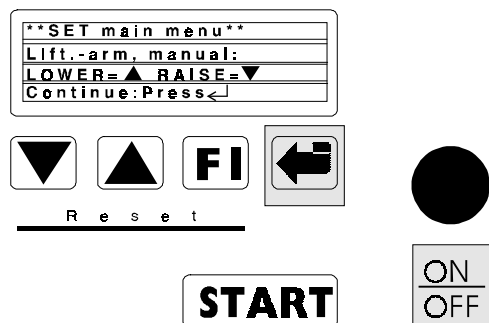 **SET main menu**
Lift.-arm, manual:
LOWER=▲ RAISE=▼
Continue:Press↵
FI
Reset
START
ON
OFF